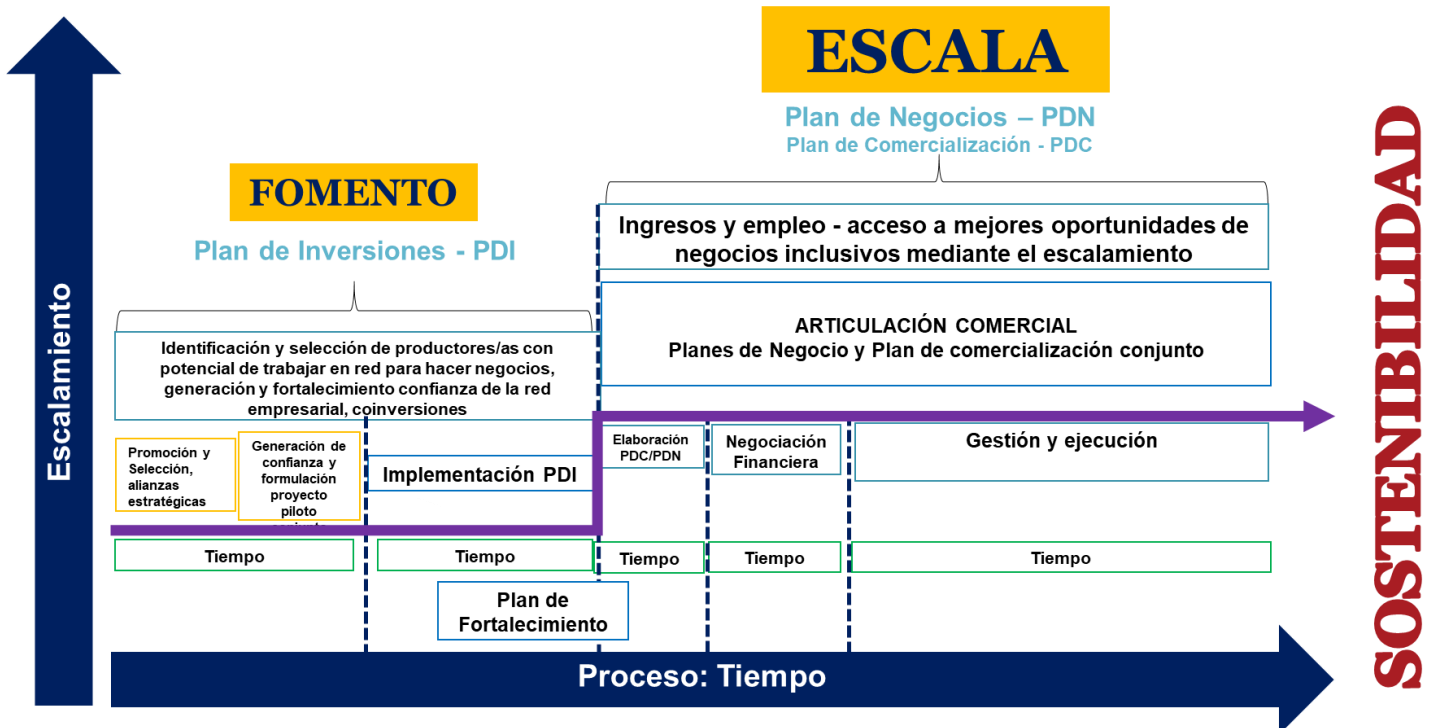 ESCALA
Plan de Negocios – PDN
Plan de Comercialización - PDC
FOMENTO
Plan de Inversiones - PDI
Ingresos y empleo - acceso a mejores oportunidades de
negocios inclusivos mediante el escalamiento
ARTICULACIÓN COMERCIAL
Planes de Negocio y Plan de comercialización conjunto
Identificación y selección de productores/as con
potencial de trabajar en red para hacer negocios,
generación y fortalecimiento confianza de la red
empresarial, coinversiones
Promoción y
Selección,
alianzas
estratégicas
Generación de
confianza y
formulación
proyecto
piloto
Implementación PDI
Elaboración
PDC/PDN
Negociación
Financiera
Gestión y ejecución
Tiempo
Tiempo
Tiempo
Tiempo
Tiempo
Plan de
Fortalecimiento
Proceso: Tiempo
Escalamiento
SOSTENIBILIDAD